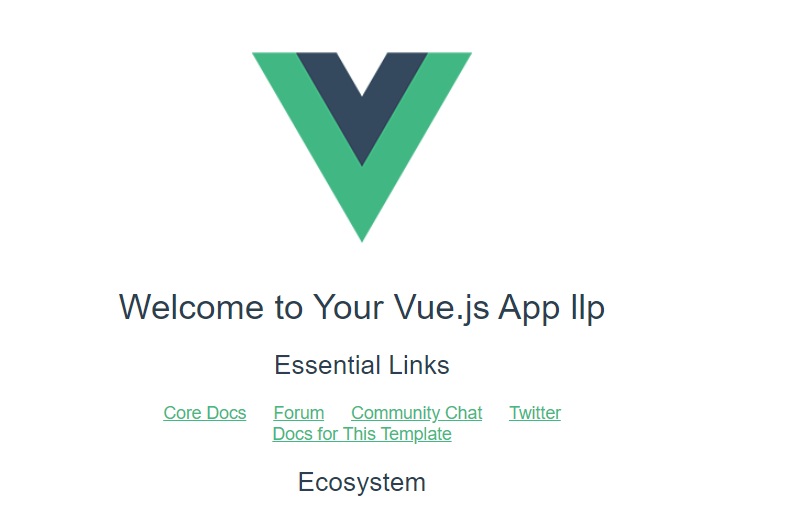 Welcome to Your Vue.js App llp
Essential Links
Core Docs Forum Community Chat Twitter
Docs for This Template
Ecosystem